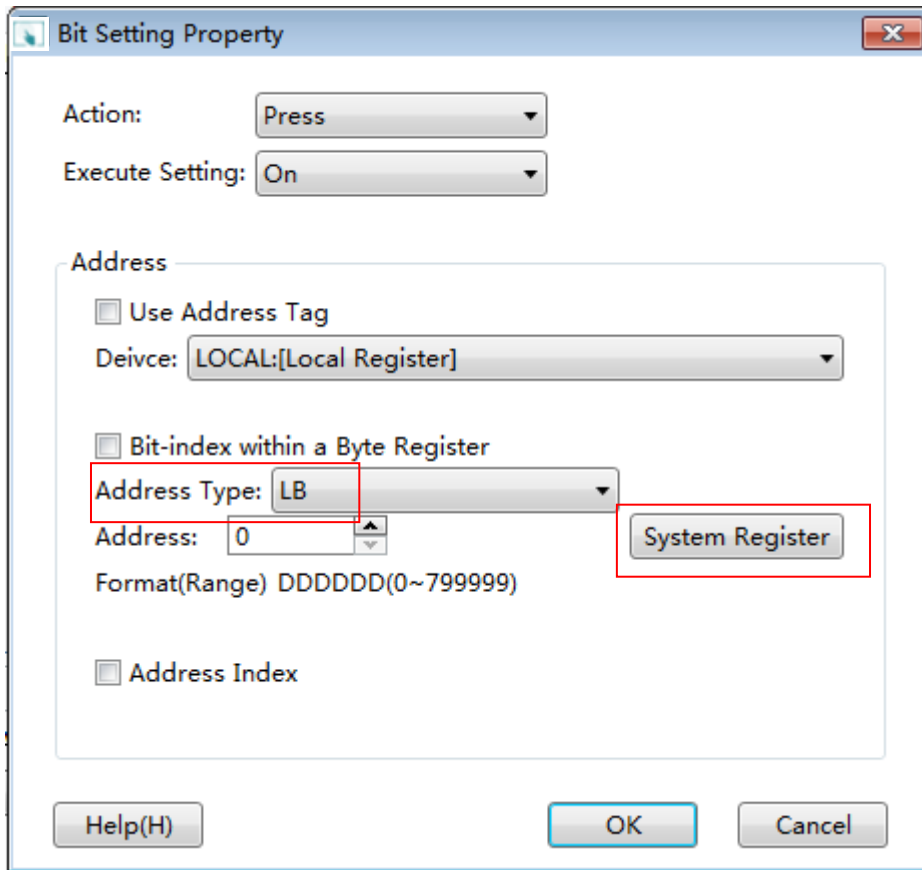 Bit Setting Property
Action: Press
Execute Setting: On
Address
Use Address Tag
Deivce: LOCAL:[Local Register]
Bit-index within a Byte Register
Address Type: LB
Address: 0
System Register
Format(Range) DDDDDD(0~799999)
Address Index
Help(H) OK Cancel